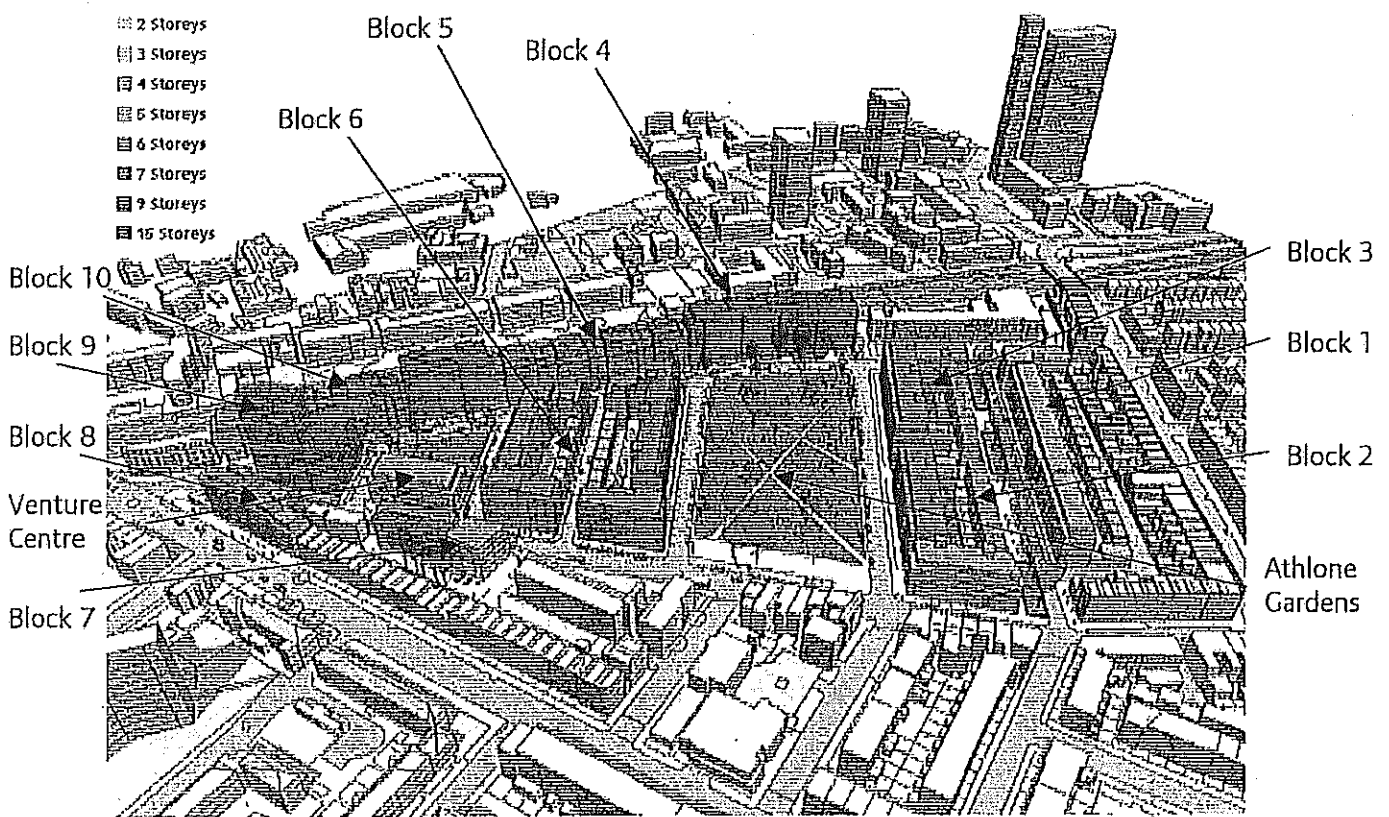 2 Storeys
3 Storeys
4 Storeys
5 Storeys
6 Storeys
7 Storeys
9 Storeys
15 Storeys
Block 5
Block 4
Block 6
Block 3
Block 10
Block 9
Block 1
Block 8
Block 2
Venture
Centre
Athlone
Gardens
Block 7